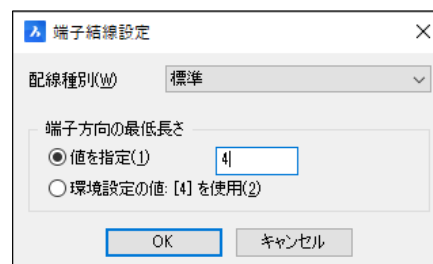 端子結線設定
配線種別(W) 標準
端子方向の最低長さ
値を指定(1) 4
環境設定の値: [4] を使用(2)
OK キャンセル